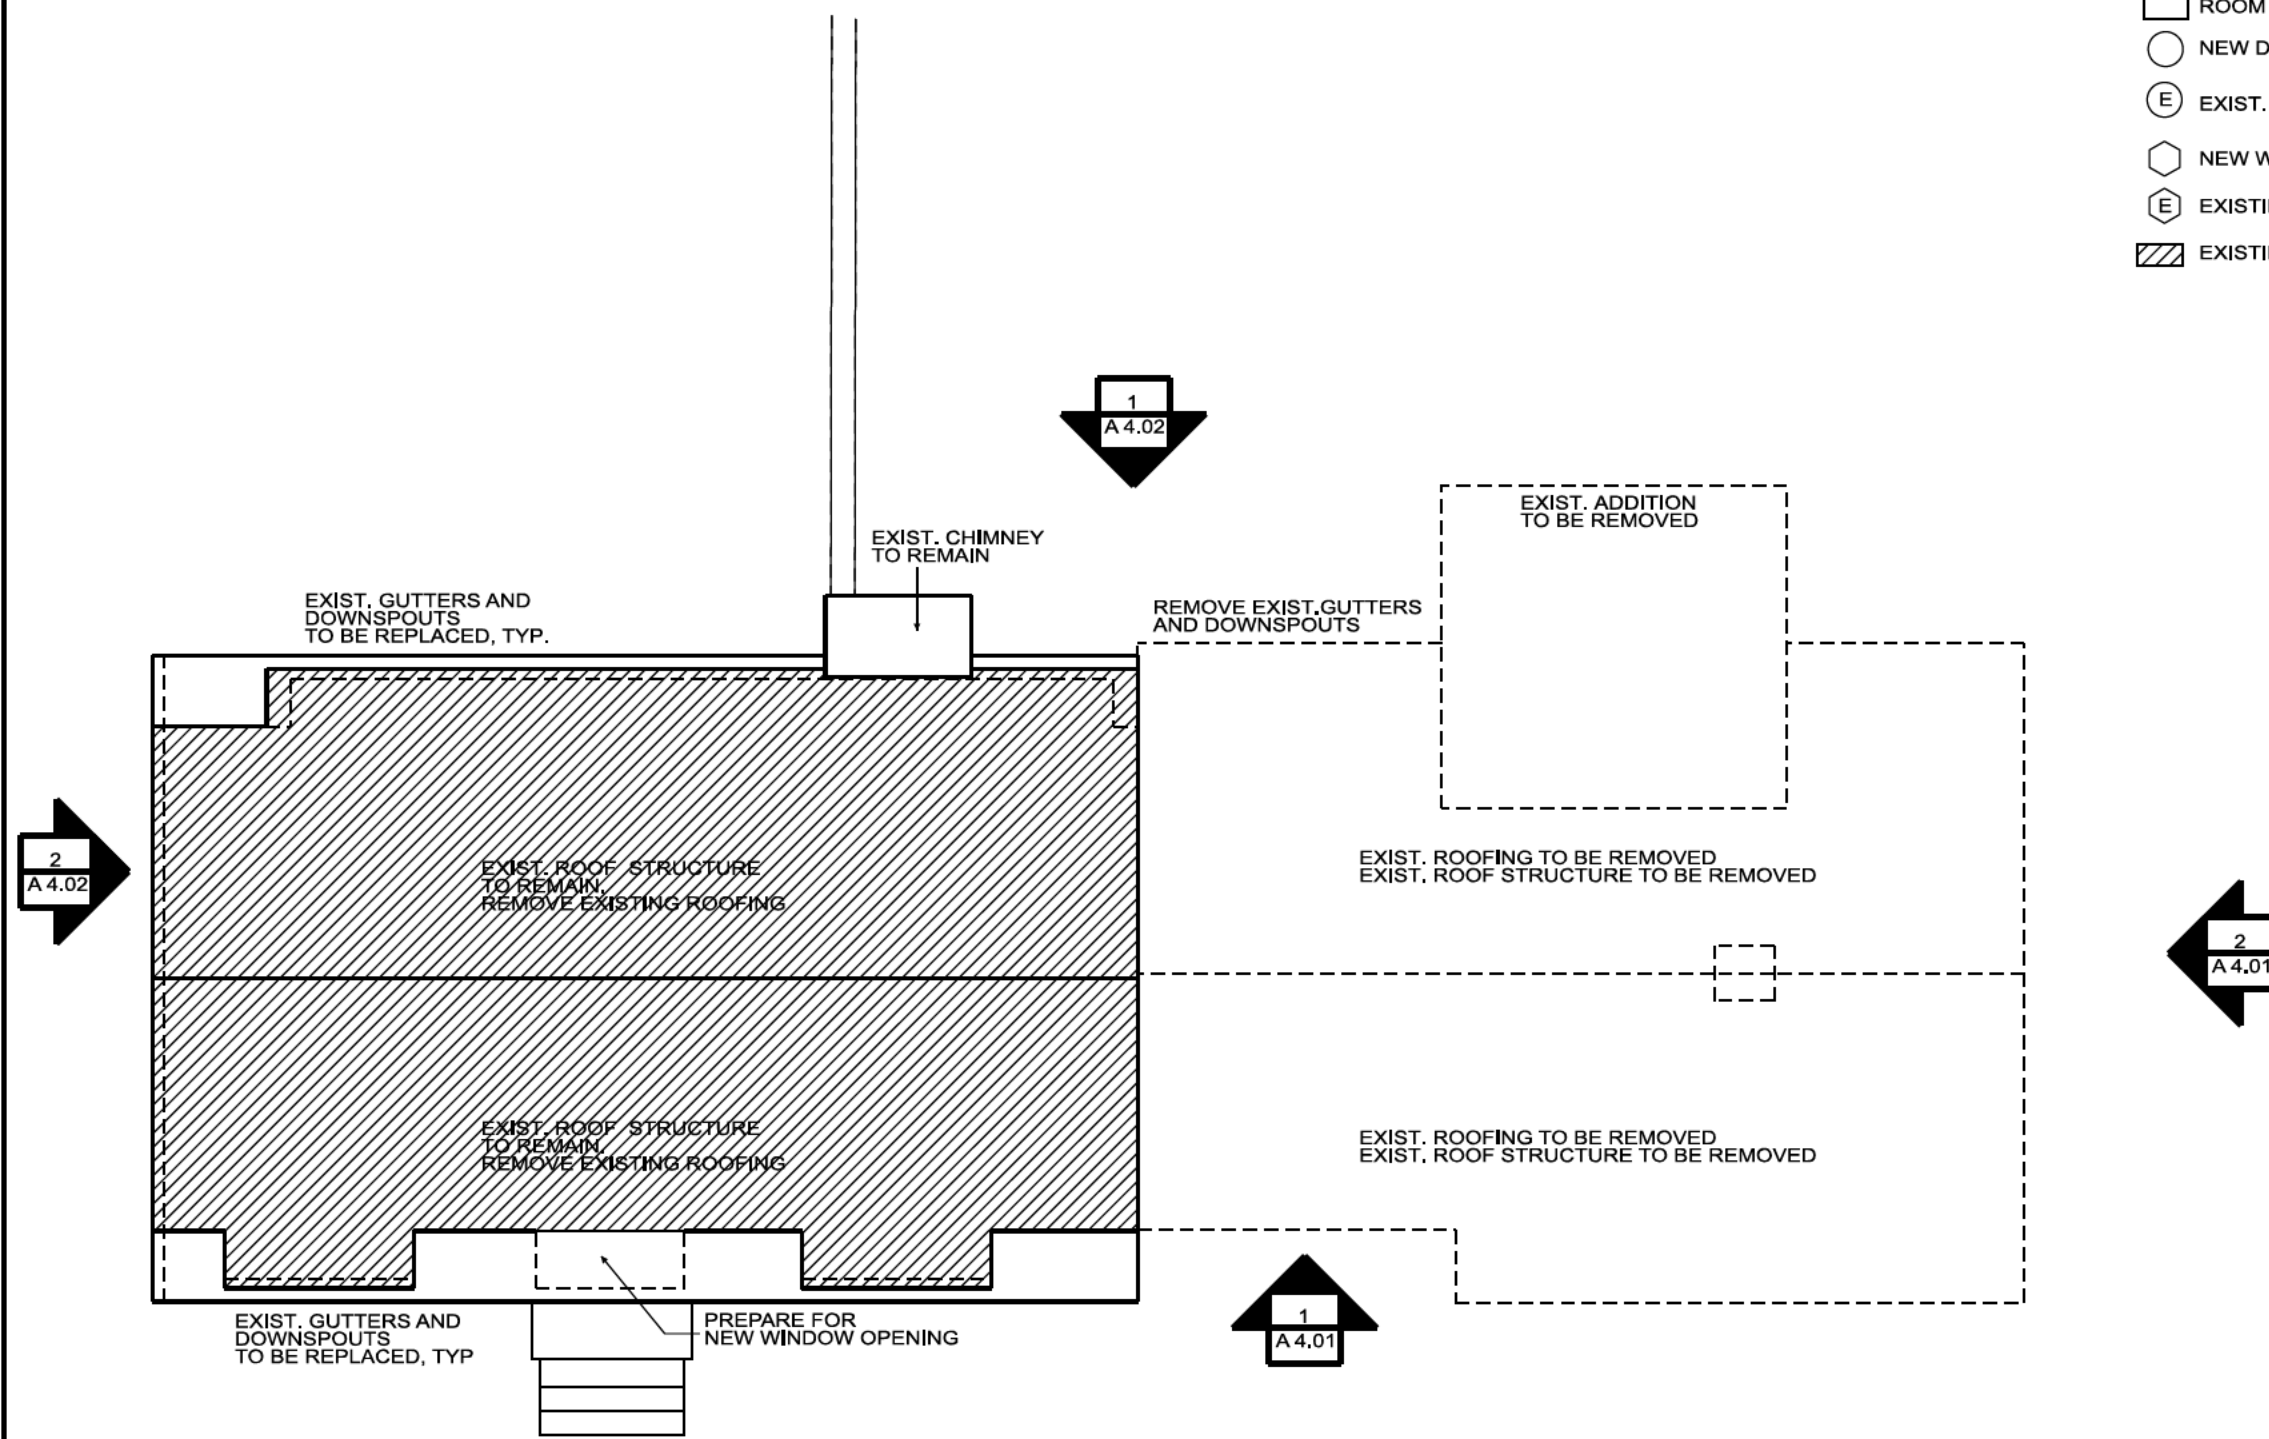 ROOM
NEW D
E EXIST.
NEW W
E EXISTI
EXISTI
1
A 4.02
EXIST. ADDITION
TO BE REMOVED
EXIST. CHIMNEY
TO REMAIN
EXIST. GUTTERS AND
DOWNSPOUTS
TO BE REPLACED, TYP.
REMOVE EXIST.GUTTERS
AND DOWNSPOUTS
2
A 4.02
EXIST. ROOF STRUCTURE
TO REMAIN,
REMOVE EXISTING ROOFING
EXIST. ROOFING TO BE REMOVED
EXIST. ROOF STRUCTURE TO BE REMOVED
2
A 4.01
EXIST. ROOF STRUCTURE
TO REMAIN,
REMOVE EXISTING ROOFING
EXIST. ROOFING TO BE REMOVED
EXIST. ROOF STRUCTURE TO BE REMOVED
EXIST. GUTTERS AND
DOWNSPOUTS
TO BE REPLACED, TYP
PREPARE FOR
NEW WINDOW OPENING
1
A 4.01